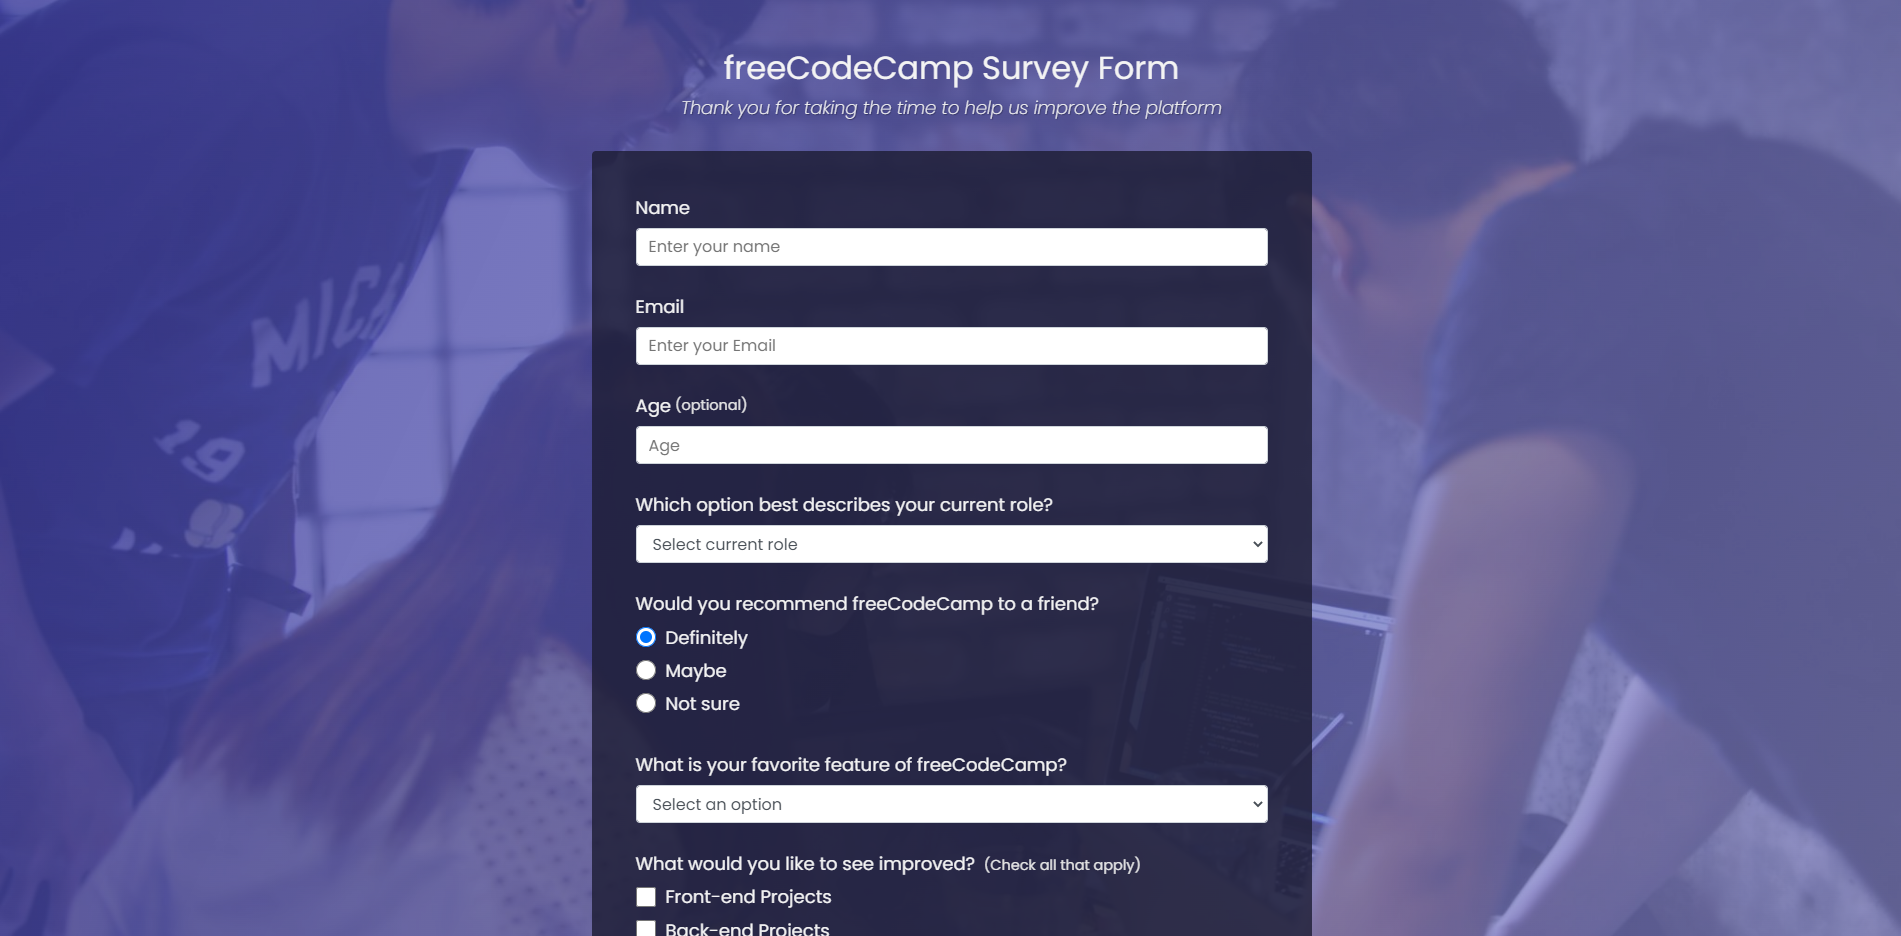 freeCodeCamp Survey Form
Thank you for taking the time to help us improve the platform
Name
Enter your name
Email
Enter your Email
Age (optional)
Age
Which option best describes your current role?
Select current role
Would you recommend freeCodeCamp to a friend?
Definitely
Maybe
Not sure
What is your favorite feature of freeCodeCamp?
Select an option
What would you like to see improved? (Check all that apply)
Front-end Projects
Back-end Projects
MICH
19